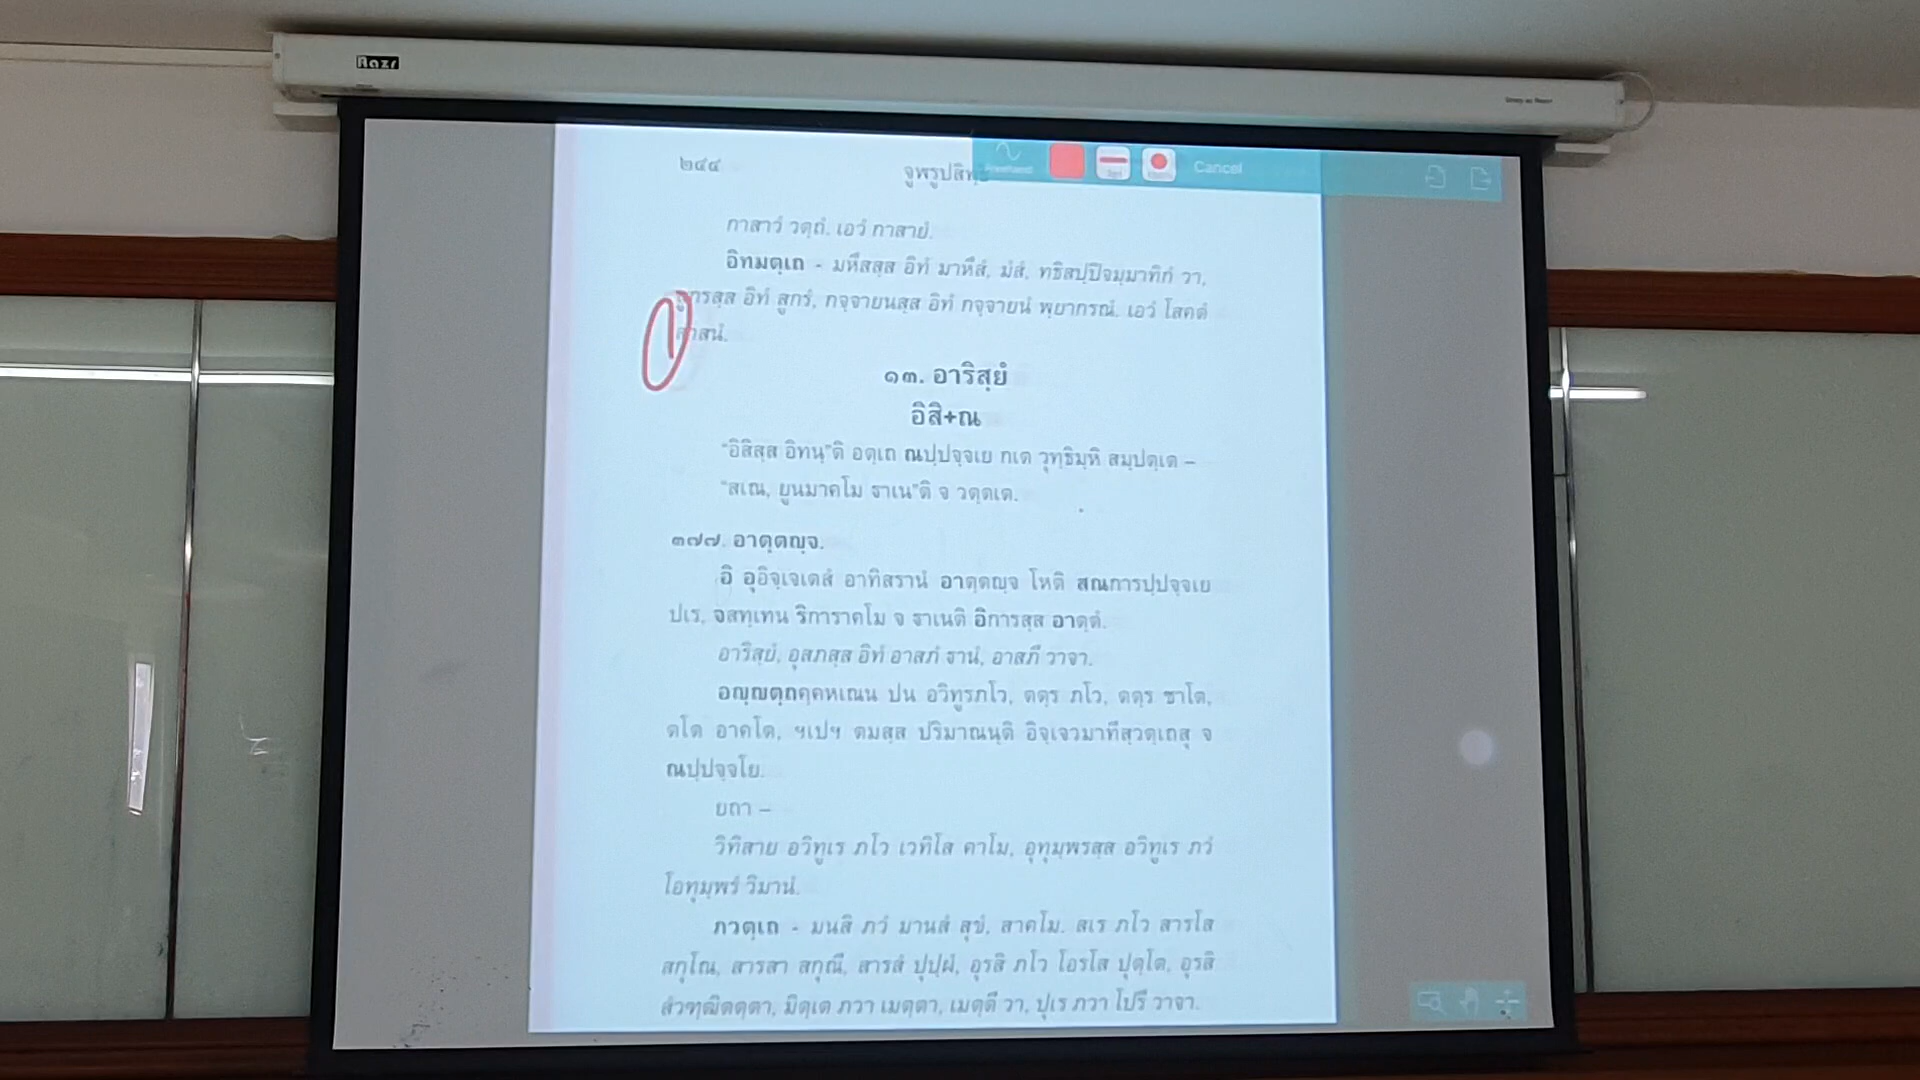 Razr
Cancel
๒๔๔
จูฬรูปสิทฺ
กาสาวํ วตฺถํ. เอวํ กาสายํ.
อิทมตฺเถ - มหึสสฺส อิทํ มาหึสํ, มํสํ, ทธิสปฺปิจมฺมาทิกํ วา,
สูกรสฺส อิทํ สูกรํ, กจฺจายนสฺส อิทํ กจฺจายนํ พฺยากรณํ. เอวํ โสคตํ
สาสนํ.
๑๓. อาริสฺยํ
อิสิ+ณ
“อิสิสฺส อิทนฺ”ติ อตฺเถ ณปฺปจฺจเย กเต วุทฺธิมฺหิ สมฺปตฺเต –
“สเณ, ยูนมาคโม ฐาเน”ติ จ วตฺตเต.
๓๗๗. อาตฺตญฺจ.
อิ อุอิจฺเจเตสํ อาทิสรานํ อาตฺตญฺจ โหติ สณการปฺปจฺจเย
ปเร, จสทฺเทน ริการาคโม จ ฐาเนติ อิการสฺส อาตฺตํ.
อาริสฺยํ, อุสภสฺส อิทํ อาสภํ ฐานํ, อาสภี วาจา.
อญฺญตฺถคฺคหเณน ปน อวิทูรภโว, ตตฺร ภโว, ตตฺร ชาโต,
ตโต อาคโต, ฯเปฯ ตมสฺส ปริมาณนฺติ อิจฺเจวมาทีสฺวตฺเถสุ จ
ณปฺปจฺจโย.
ยถา –
วิทิสาย อวิทูเร ภโว เวทิโส คาโม, อุทุมฺพรสฺส อวิทูเร ภวํ
โอทุมฺพรํ วิมานํ.
ภวตฺเถ - มนสิ ภวํ มานสํ สุขํ, สาคโม. สเร ภโว สารโส
สกุโณ, สารสา สกุณี, สารสํ ปุปฺผํ, อุรสิ ภโว โอรโส ปุตฺโต, อุรสิ
สํวฑฺฒิตตฺตา, มิตฺเต ภวา เมตฺตา, เมตฺตี วา, ปุเร ภวา โปรี วาจา.